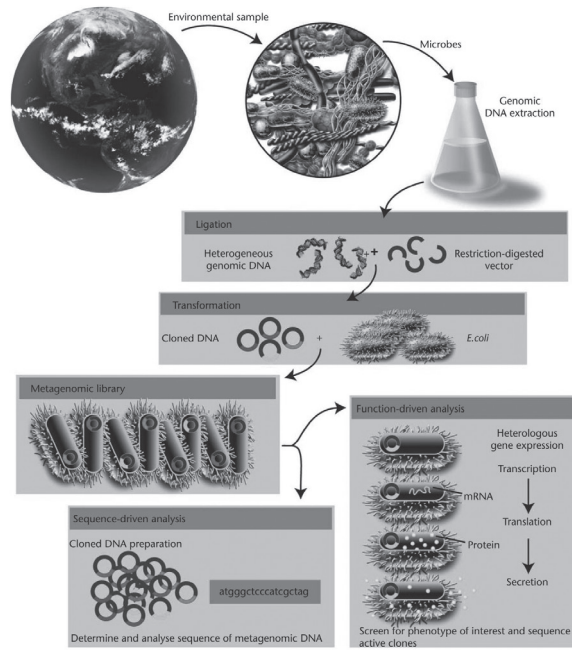 Environmental sample
Microbes
Genomic
DNA extraction
Ligation
Heterogeneous
genomic DNA
+
+
Restriction-digested
vector
Transformation
Cloned DNA
+
E.coli
Metagenomic library
Function-driven analysis
Heterologous
gene expression
Transcription
mRNA
Translation
Protein
Secretion
Screen for phenotype of interest and sequence
active clones
Sequence-driven analysis
Cloned DNA preparation
atgggctcccatcgctag
Determine and analyse sequence of metagenomic DNA